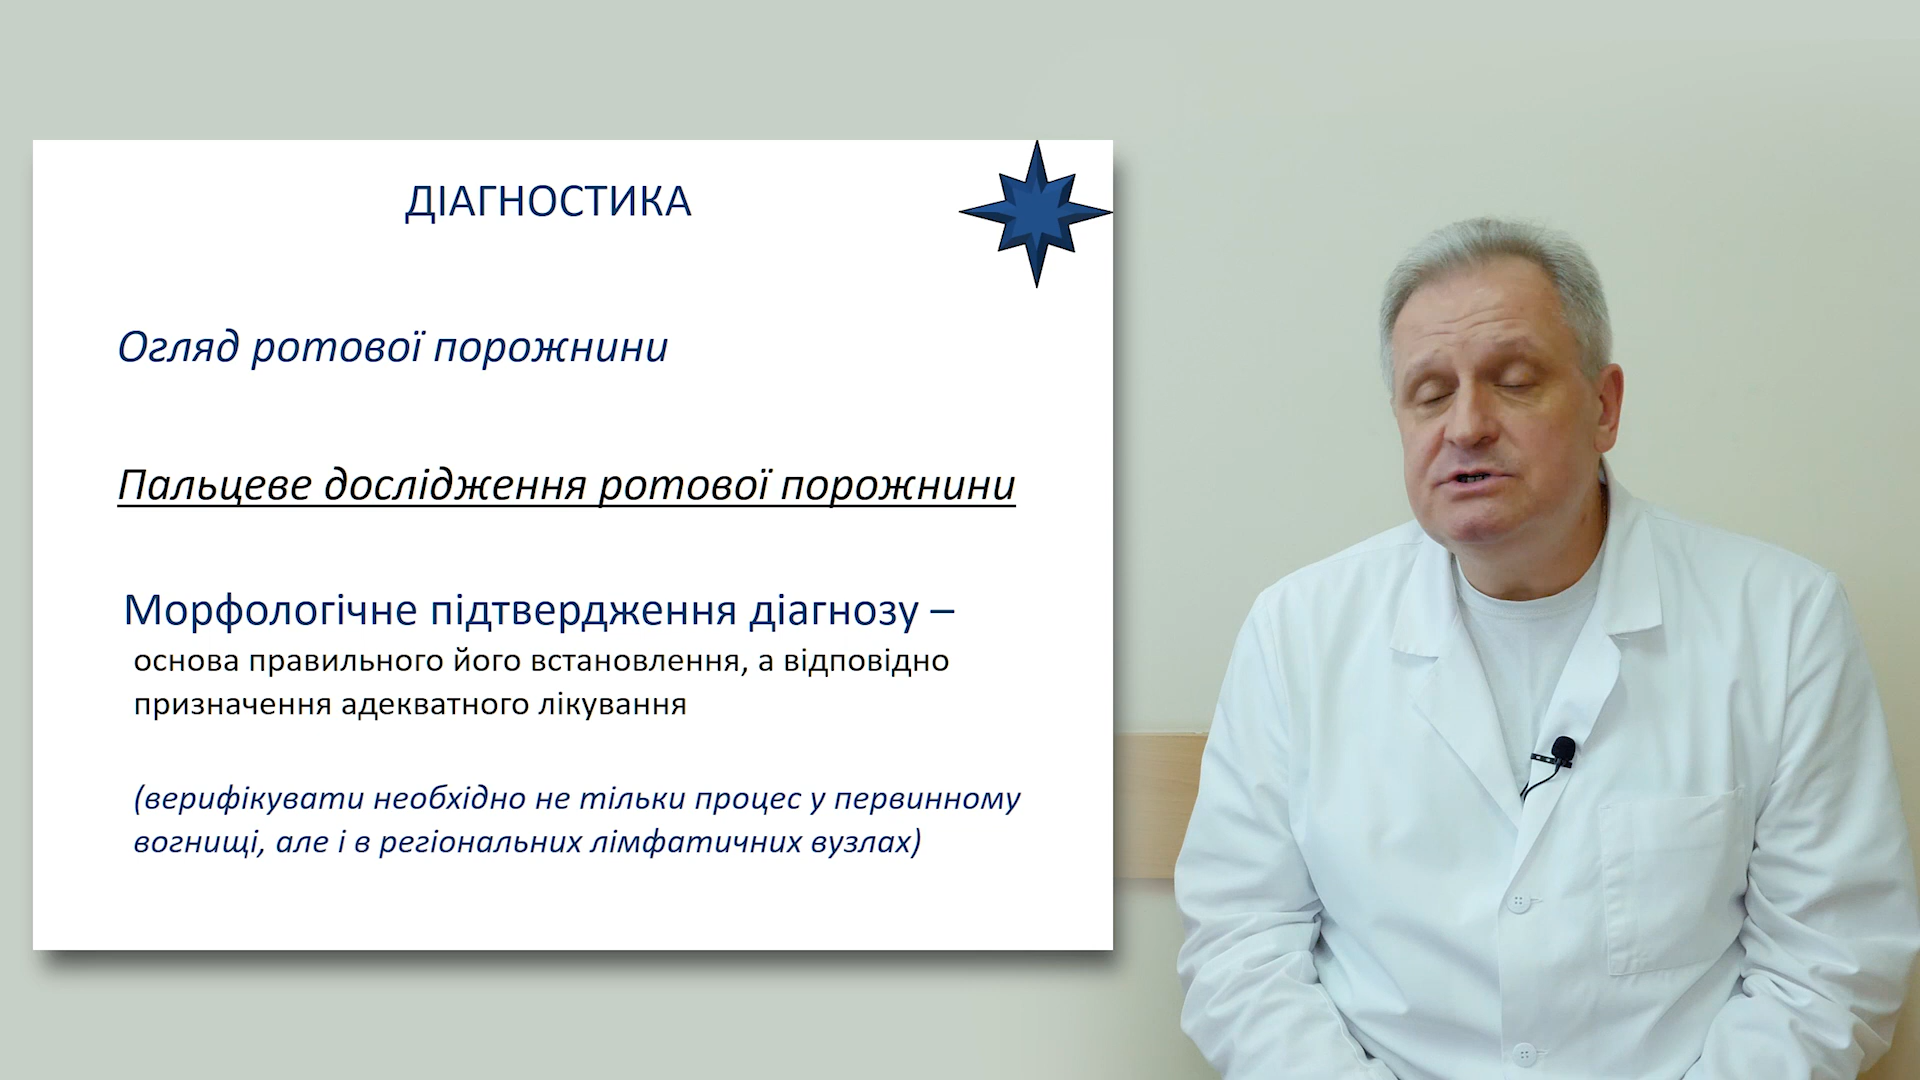 ДІАГНОСТИКА
Огляд ротової порожнини
Пальцеве дослідження ротової порожнини
Морфологічне підтвердження діагнозу –
основа правильного його встановлення, а відповідно
призначення адекватного лікування
(верифікувати необхідно не тільки процес у первинному
вогнищі, але і в регіональних лімфатичних вузлах)